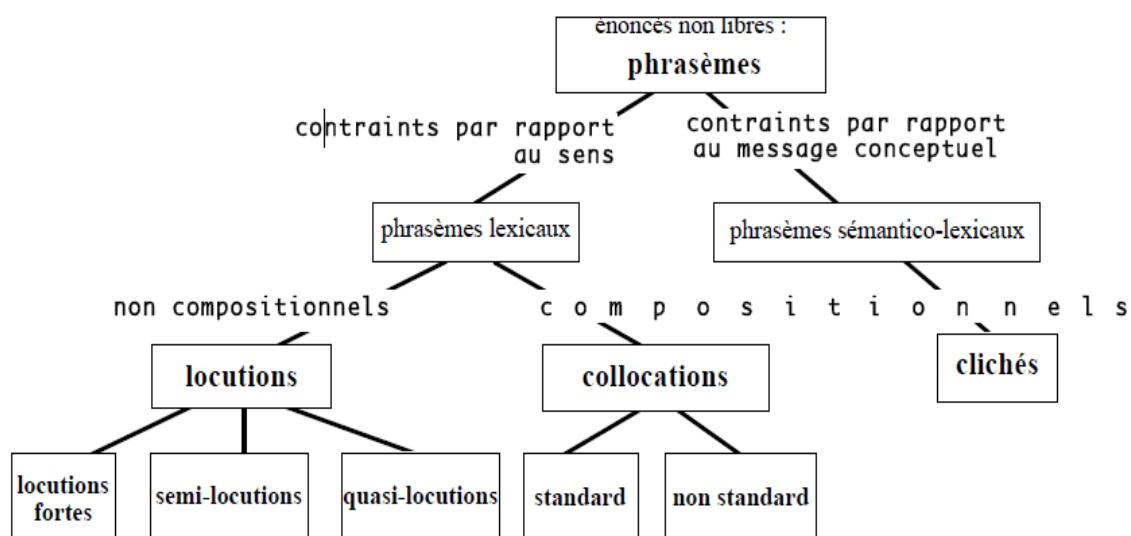 énoncés non libres :
phrasèmes
contraints par rapport
au sens
contraints par rapport
au message conceptuel
phrasèmes lexicaux
phrasèmes sémantico-lexicaux
non compositionnels
c o m p o s i t i o n n e l s
locutions
collocations
clichés
locutions
fortes
semi-locutions
quasi-locutions
standard
non standard